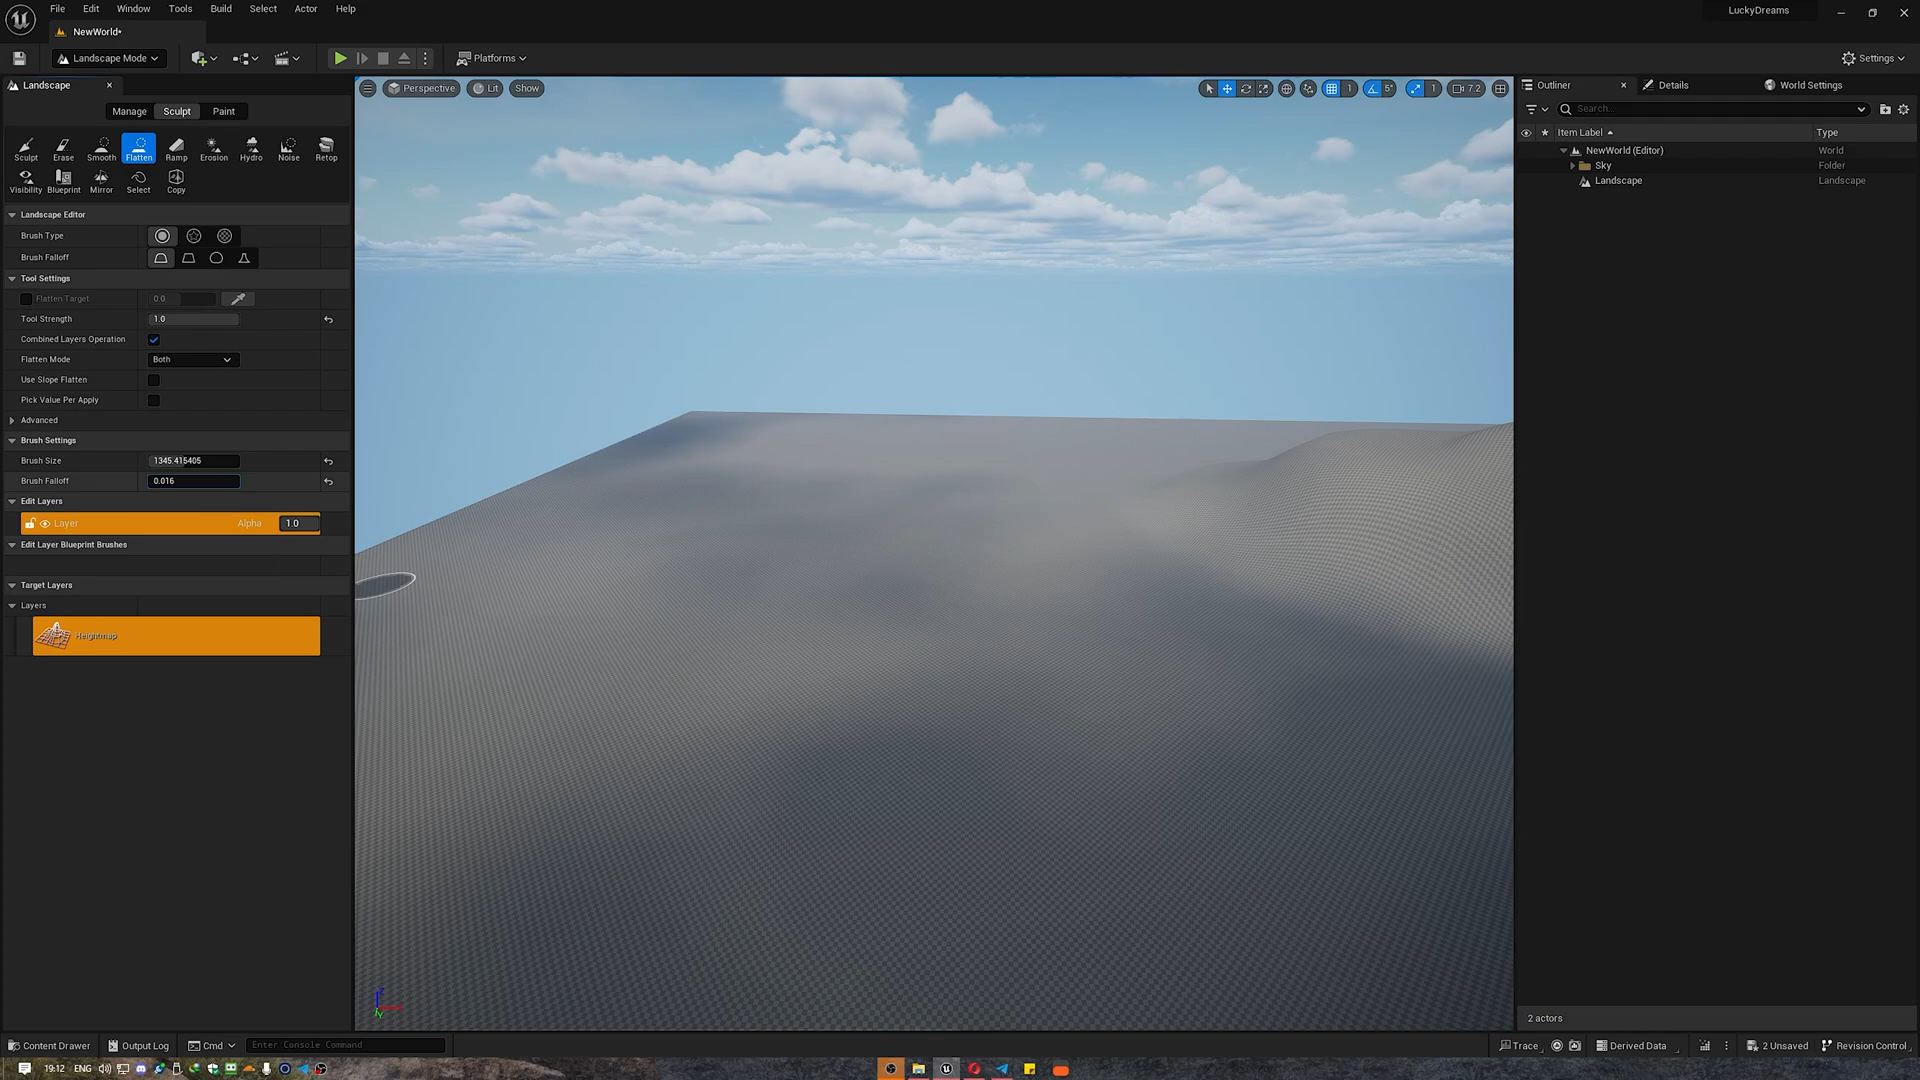 File Edit Window Tools Build Select Actor Help
LuckyDreams
NewWorld*
Landscape Mode
Platforms
Settings
Landscape
Perspective
Lit
Show
1
5°
1
7.2
Outliner
Details
World Settings
Manage
Sculpt
Paint
Search...
Item Label
Type
Sculpt Erase Smooth Flatten Ramp Erosion Hydro Noise Retop
NewWorld (Editor) World
Sky Folder
Landscape Landscape
Visibility Blueprint Mirror Select Copy
Landscape Editor
Brush Type
Brush Falloff
Tool Settings
Flatten Target 0.0
Tool Strength 1.0
Combined Layers Operation
Flatten Mode Both
Use Slope Flatten
Pick Value Per Apply
Advanced
Brush Settings
Brush Size 1345.415405
Brush Falloff 0.016
Edit Layers
Layer Alpha 1.0
Edit Layer Blueprint Brushes
Target Layers
Layers
Heightmap
Z
Y
2 actors
Content Drawer
Output Log
Cmd
Enter Console Command
Trace
Derived Data
2 Unsaved
Revision Control
19:12 ENG